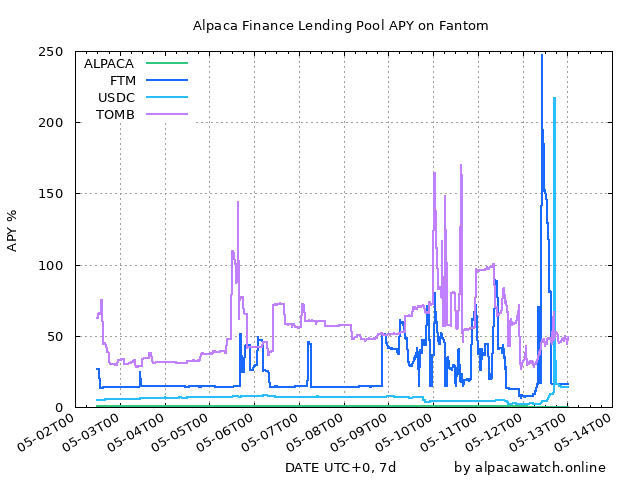 Alpaca Finance Lending Pool APY on Fantom
APY %
250
200
150
100
50
0
ALPACA
FTM
USDC
TOMB
05-02T00
05-03T00
05-04T00
05-05T00
05-06T00
05-07T00
05-08T00
05-09T00
05-10T00
05-11T00
05-12T00
05-13T00
05-14T00
DATE UTC+0, 7d
by alpacawatch.online